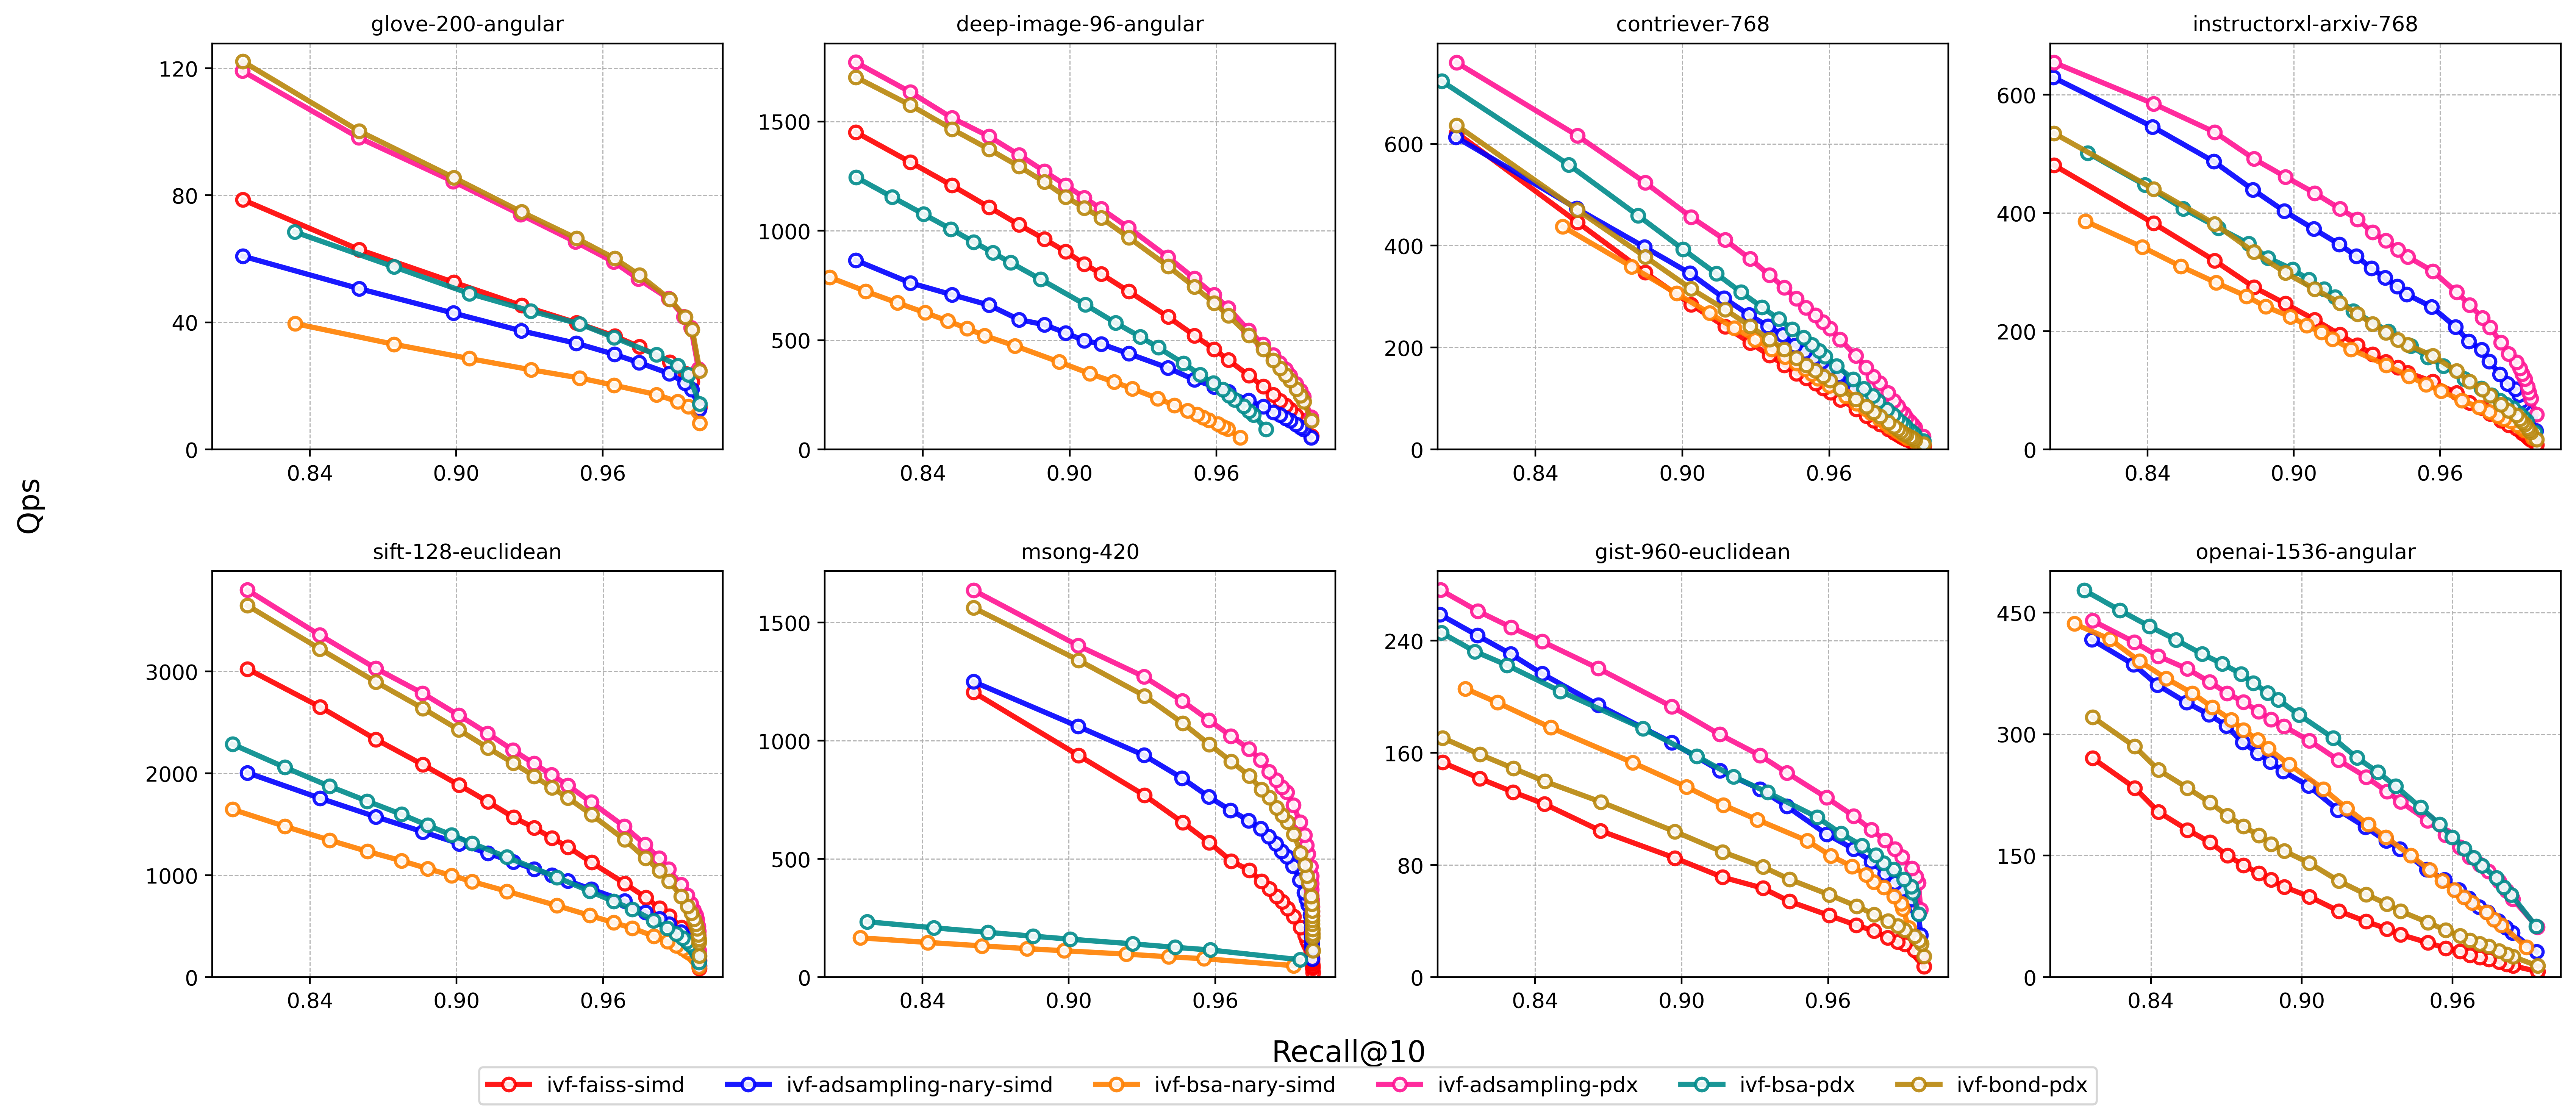 glove-200-angular
deep-image-96-angular
contriever-768
instructorxl-arxiv-768
120
80
40
0
0.84 0.90 0.96
1500
1000
500
0
0.84 0.90 0.96
600
400
200
0
0.84 0.90 0.96
600
400
200
0
0.84 0.90 0.96
Qps
sift-128-euclidean
msong-420
gist-960-euclidean
openai-1536-angular
3000
2000
1000
0
0.84 0.90 0.96
1500
1000
500
0
0.84 0.90 0.96
240
160
80
0
0.84 0.90 0.96
450
300
150
0
0.84 0.90 0.96
Recall@10
ivf-faiss-simd ivf-adsampling-nary-simd ivf-bsa-nary-simd ivf-adsampling-pdx ivf-bsa-pdx ivf-bond-pdx